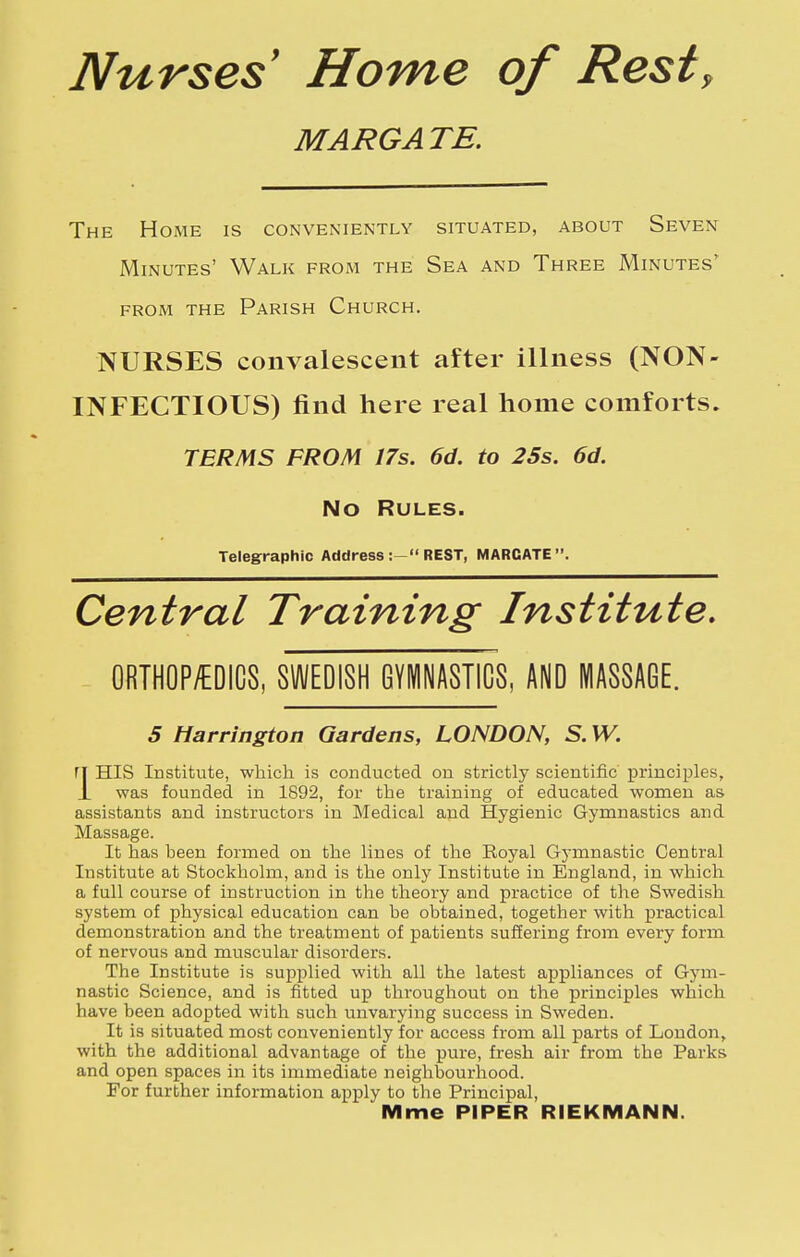 Nurses' Home of Rest,
MARGATE.
The Home is conveniently situated, about Seven
Minutes' Walk from the Sea and Three Minutes'
from the Parish Church.
NURSES convalescent after illness (NON-
INFECTIOUS) find here real home comforts.
TERMS FROM 17s. 6d. to 25s. 6d.
No Rules.
Telegraphic Address:—"REST, MARGATE".
Central Training Institute.
ORTHOPÆDICS, SWEDISH GYMNASTICS, AND MASSAGE.
5 Harrington Gardens, LONDON, S.W.
THIS Institute, which is conducted on strictly scientific principles,
was founded in 1892, for the training of educated women as
assistants and instructors in Medical and Hygienic Gymnastics and
Massage.
It has been formed on the lines of the Royal Gymnastic Central
Institute at Stockholm, and is the only Institute in England, in which
a full course of instruction in the theory and practice of the Swedish
system of physical education can be obtained, together with practical
demonstration and the treatment of patients suffering from every form
of nervous and muscular disorders.
The Institute is supplied with all the latest appliances of Gym-
nastic Science, and is fitted up throughout on the principles which
have been adopted with such unvarying success in Sweden.
It is situated most conveniently for access from all parts of London,
with the additional advantage of the pure, fresh air from the Parks
and open spaces in its immediate neighbourhood.
For further information apply to the Principal,
Mme PIPER RIEKMANN.